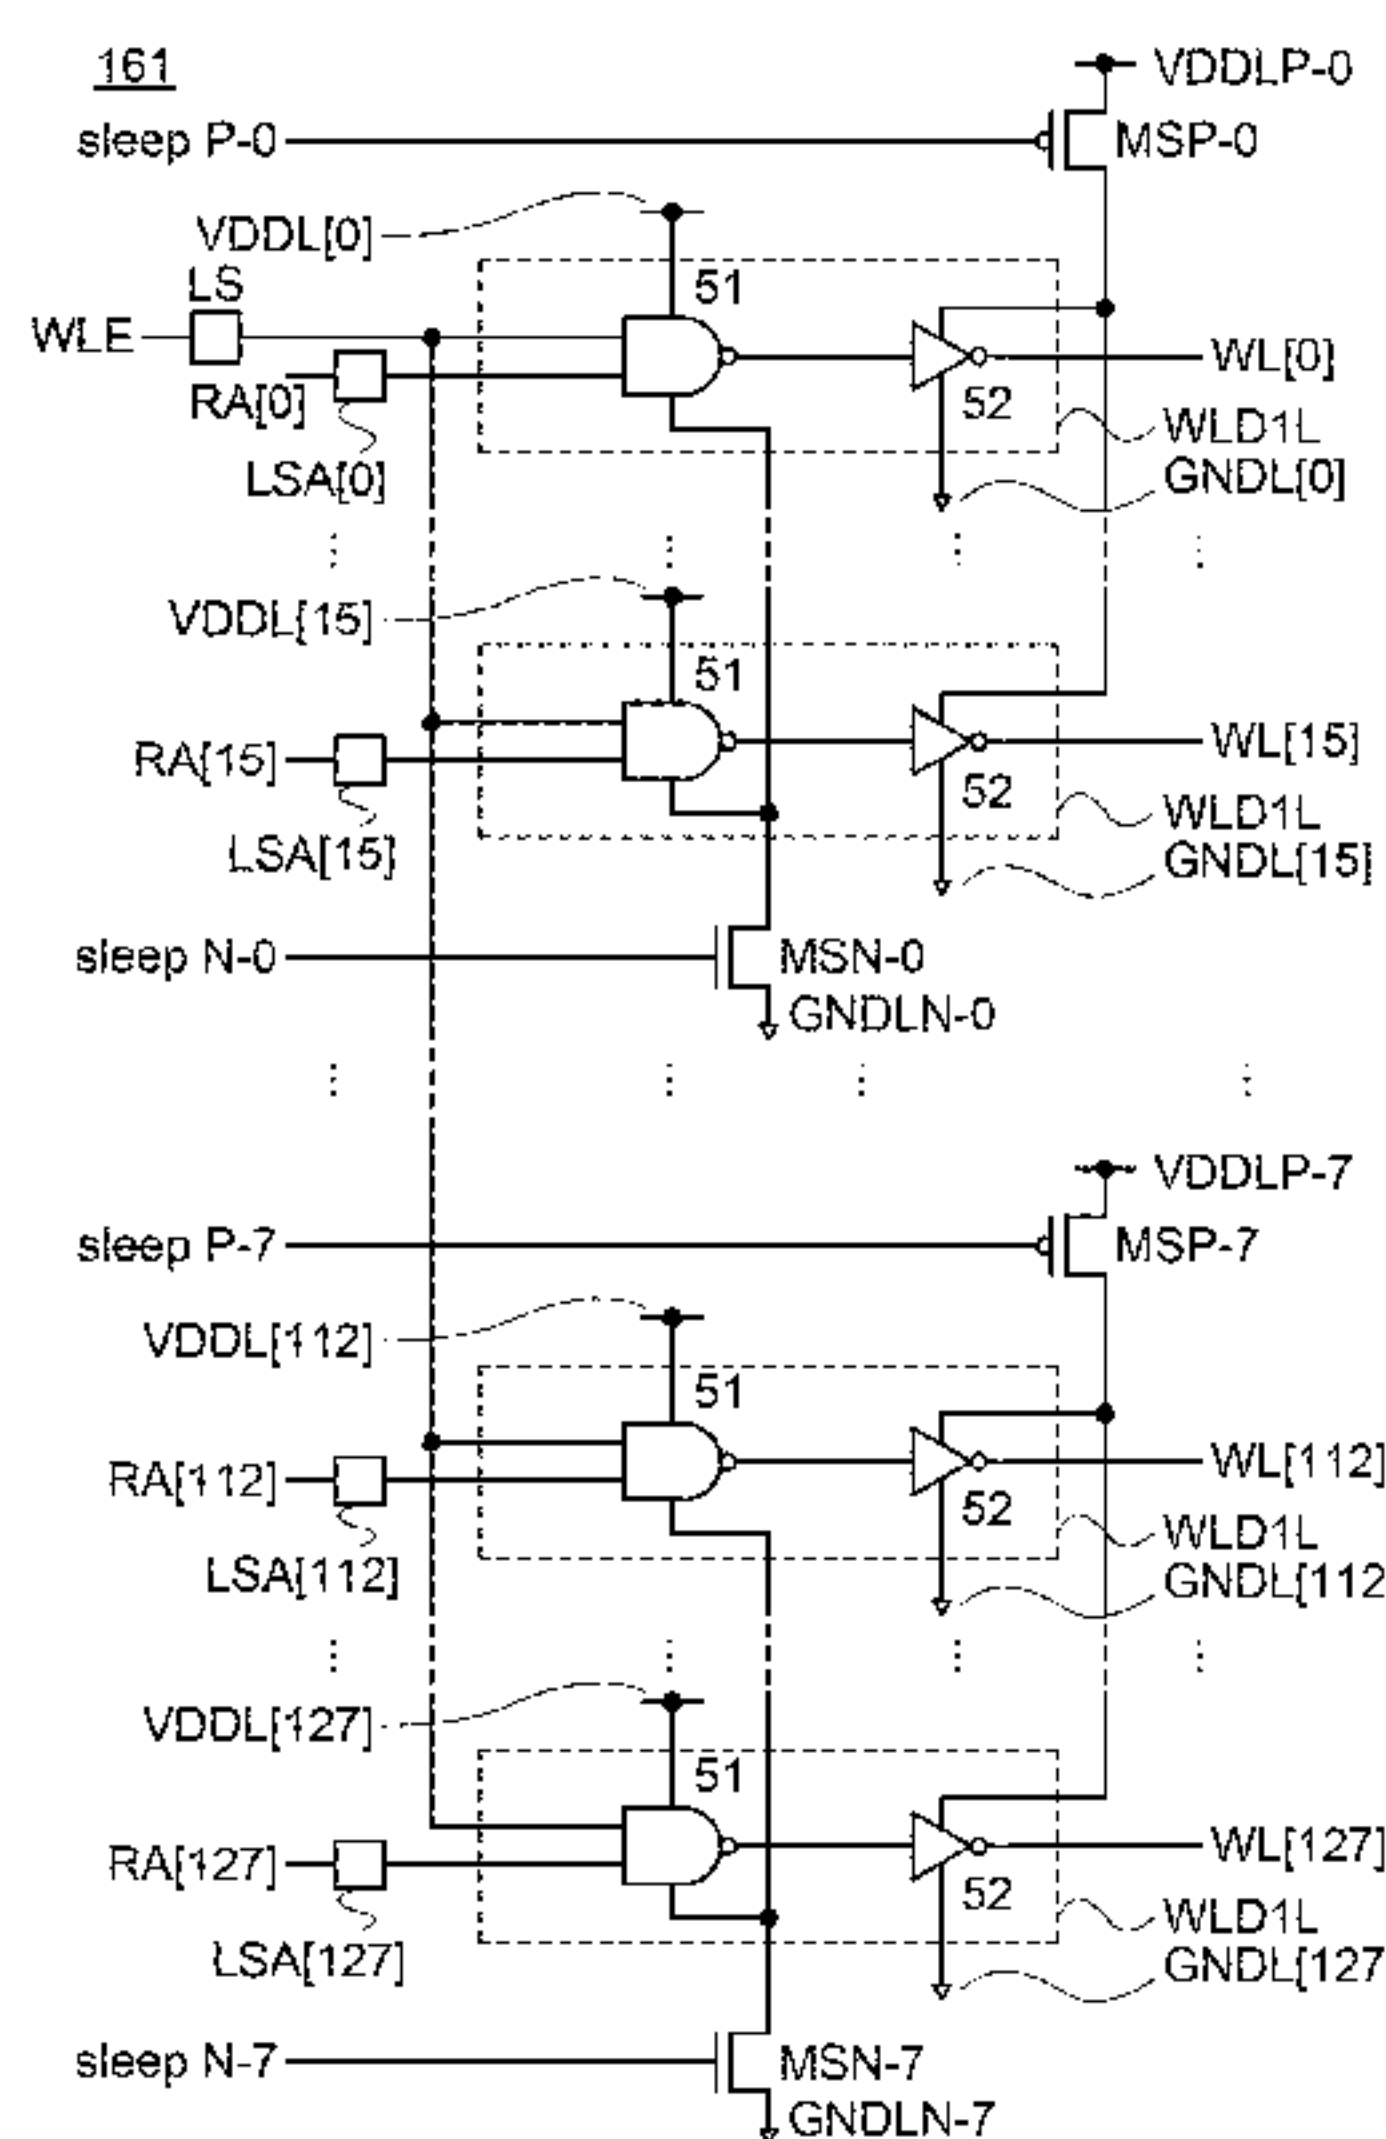 161
VDDLP-0
sleep P-0
MSP-0
VDDL[0]
LS
51
WLE
WL[0]
RA[0]
52
WLD1L
LSA[0]
GNDL[0]
VDDL[15]
51
RA[15]
WL[15]
52
WLD1L
LSA[15]
GNDL[15]
sleep N-0
MSN-0
GNDLN-0
VDDLP-7
sleep P-7
MSP-7
VDDL[112]
51
RA[112]
WL[112]
52
WLD1L
LSA[112]
GNDL[112
VDDL[127]
51
RA[127]
WL[127]
52
WLD1L
LSA[127]
GNDL[127
sleep N-7
MSN-7
GNDLN-7